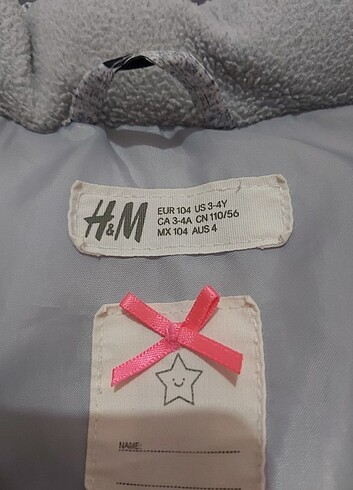 H&M
EUR 104 US 3-4Y
CA 3-4A CN 110/56
MX 104 AUS 4
NAME: